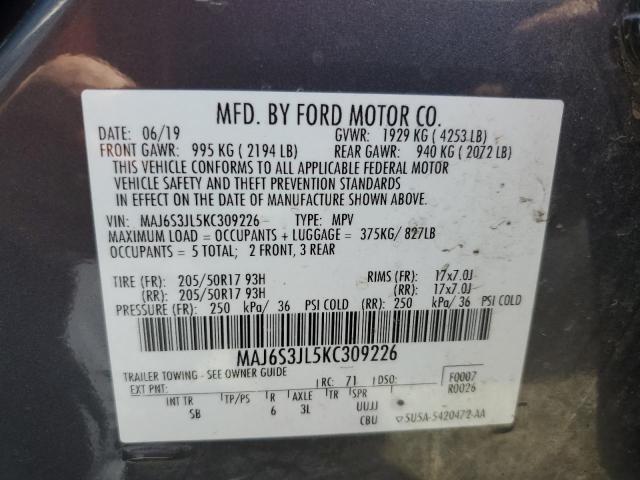 MFD. BY FORD MOTOR CO.
DATE: 06/19 GVWR: 1929 KG ( 4253 LB)
FRONT GAWR: 995 KG ( 2194 LB) REAR GAWR: 940 KG ( 2072 LB)
THIS VEHICLE CONFORMS TO ALL APPLICABLE FEDERAL MOTOR
VEHICLE SAFETY AND THEFT PREVENTION STANDARDS
IN EFFECT ON THE DATE OF MANUFACTURE SHOWN ABOVE.
VIN: MAJ6S3JL5KC309226 TYPE: MPV
MAXIMUM LOAD = OCCUPANTS + LUGGAGE = 375KG/ 827LB
OCCUPANTS = 5 TOTAL; 2 FRONT, 3 REAR
TIRE (FR): 205/50R17 93H RIMS (FR): 17x7.0J
(RR): 205/50R17 93H (RR): 17x7.0J
PRESSURE (FR): 250 kPa/ 36 PSI COLD (RR): 250 kPa/ 36 PSI COLD
MAJ6S3JL5KC309226
TRAILER TOWING - SEE OWNER GUIDE
EXT PNT: RC: 71 DSO: F0007
R0026
INT TR TP/PS R AXLE TR SPR
SB 6 3L UUJJ
CBU SU5A-5420472-AA